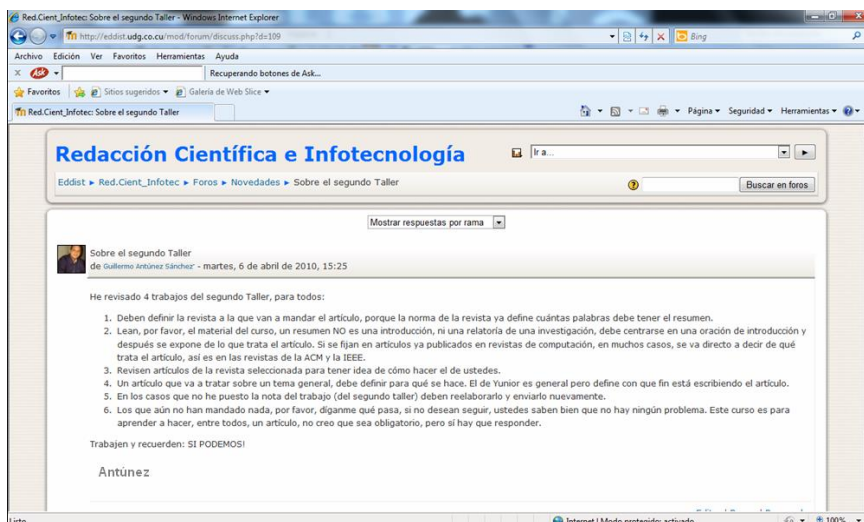 Red.Cient_Infotec: Sobre el segundo Taller - Windows Internet Explorer
http://eddist.udg.co.cu/mod/forum/discuss.php?d=109
Bing
Archivo Edición Ver Favoritos Herramientas Ayuda
x Ask Recuperando botones de Ask...
Favoritos Sitios sugeridos Galería de Web Slice
Red.Cient_Infotec: Sobre el segundo Taller Página Seguridad Herramientas
Redacción Científica e Infotecnología Ir a...
Eddist ► Red.Cient_Infotec ► Foros ► Novedades ► Sobre el segundo Taller Buscar en foros
Mostrar respuestas por rama
Sobre el segundo Taller
de Guillermo Antúnez Sánchez' - martes, 6 de abril de 2010, 15:25
He revisado 4 trabajos del segundo Taller, para todos:
1. Deben definir la revista a la que van a mandar el artículo, porque la norma de la revista ya define cuántas palabras debe tener el resumen.
2. Lean, por favor, el material del curso, un resumen NO es una introducción, ni una relatoría de una investigación, debe centrarse en una oración de introducción y
después se expone de lo que trata el artículo. Si se fijan en artículos ya publicados en revistas de computación, en muchos casos, se va directo a decir de qué
trata el artículo, así es en las revistas de la ACM y la IEEE.
3. Revisen artículos de la revista seleccionada para tener idea de cómo hacer el de ustedes.
4. Un artículo que va a tratar sobre un tema general, debe definir para qué se hace. El de Yunior es general pero define con que fin está escribiendo el artículo.
5. En los casos que no he puesto la nota del trabajo (del segundo taller) deben reelaborarlo y enviarlo nuevamente.
6. Los que aún no han mandado nada, por favor, díganme qué pasa, si no desean seguir, ustedes saben bien que no hay ningún problema. Este curso es para
aprender a hacer, entre todos, un artículo, no creo que sea obligatorio, pero sí hay que responder.
Trabajen y recuerden: SI PODEMOS!
Antúnez
Listo Internet | Modo protegido: activado 100%